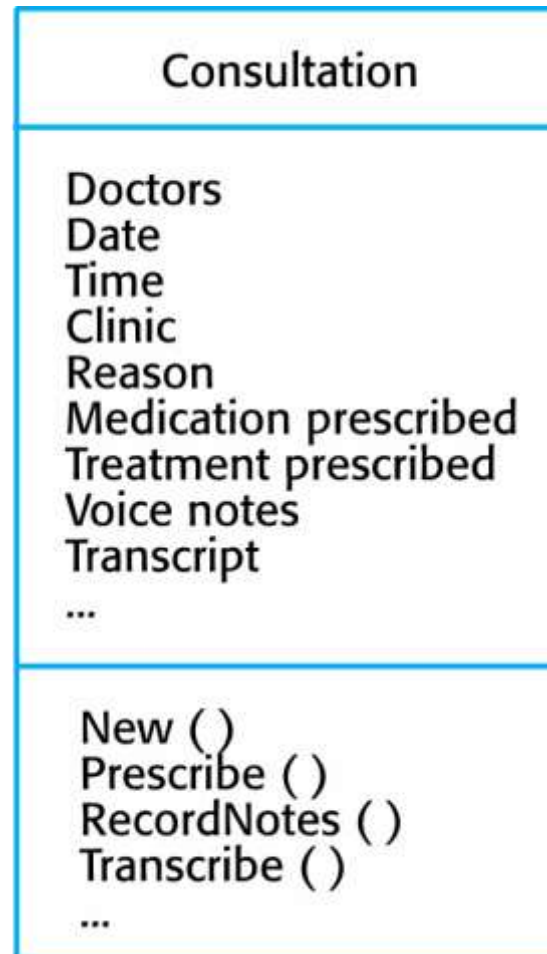 Consultation
Doctors
Date
Time
Clinic
Reason
Medication prescribed
Treatment prescribed
Voice notes
Transcript
...
New ( )
Prescribe ( )
RecordNotes ( )
Transcribe ( )
...